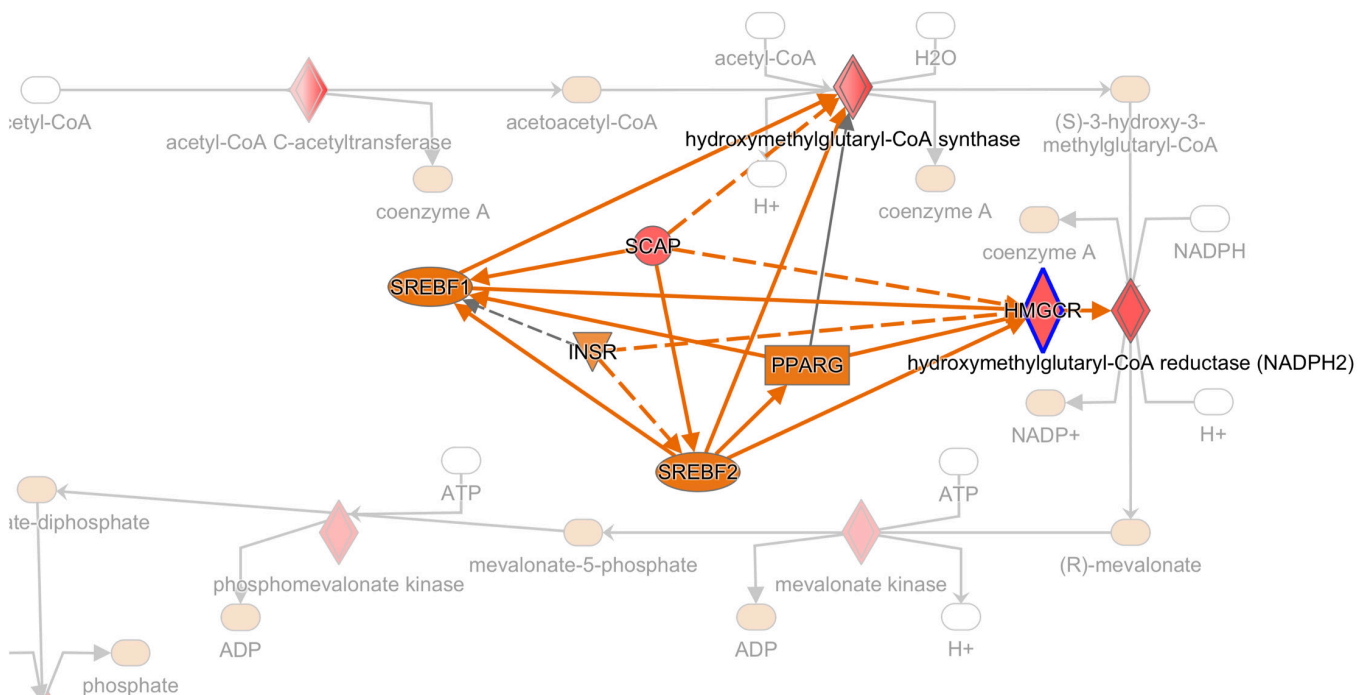 acetyl-CoA
H2O
cetyl-CoA
acetyl-CoA C-acetyltransferase
acetoacetyl-CoA
hydroxymethylglutaryl-CoA synthase
(S)-3-hydroxy-3-
methylglutaryl-CoA
coenzyme A
H+
coenzyme A
SCAP
coenzyme A
NADPH
SREBF1
HMGCR
INSR
PPARG
hydroxymethylglutaryl-CoA reductase (NADPH2)
NADP+
H+
SREBF2
ATP
ATP
ate-diphosphate
phosphomevalonate kinase
mevalonate-5-phosphate
mevalonate kinase
(R)-mevalonate
ADP
ADP
H+
phosphate